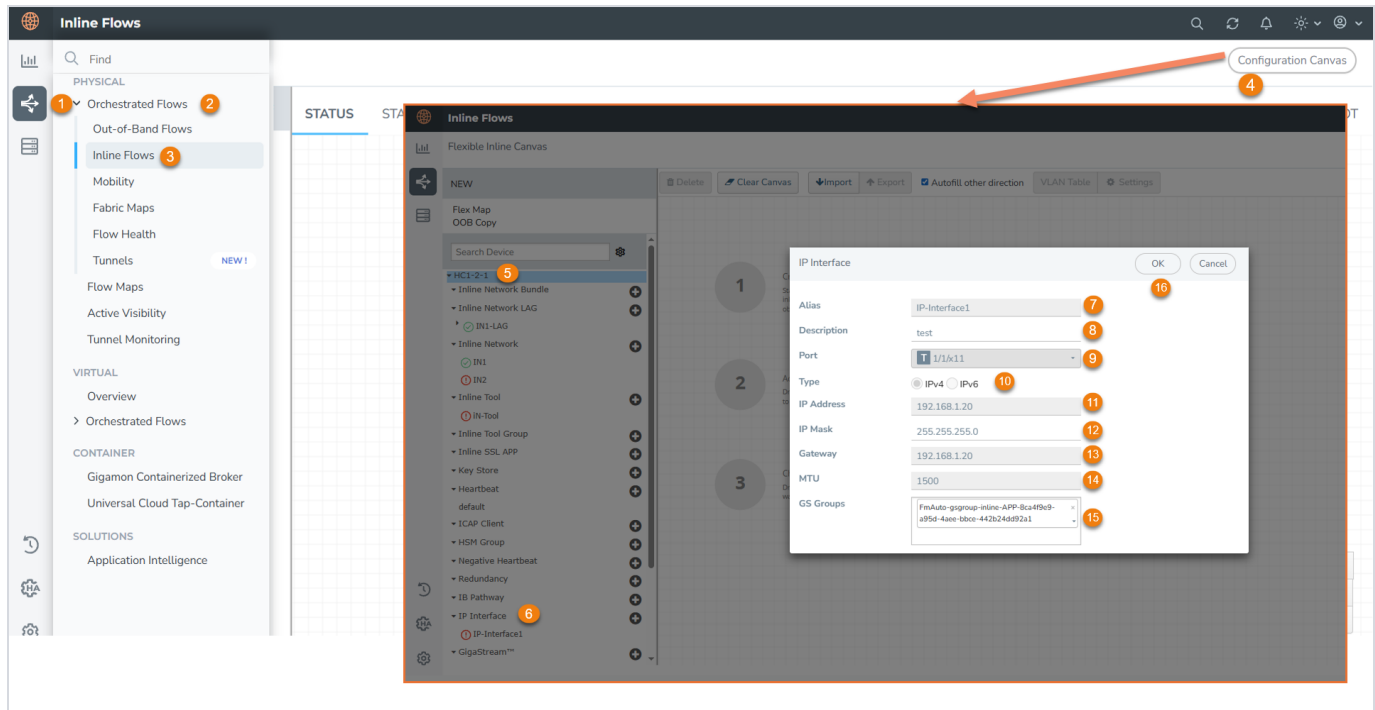 Inline Flows
Find
PHYSICAL
1 Orchestrated Flows 2
Out-of-Band Flows
Inline Flows 3
Mobility
Fabric Maps
Flow Health
Tunnels NEW !
Flow Maps
Active Visibility
Tunnel Monitoring
VIRTUAL
Overview
Orchestrated Flows
CONTAINER
Gigamon Containerized Broker
Universal Cloud Tap-Container
SOLUTIONS
Application Intelligence
HA
Configuration Canvas
4
STATUS STA OT
Inline Flows
Flexible Inline Canvas
NEW
Delete Clear Canvas Import Export Autofill other direction VLAN Table Settings
Flex Map
OOB Copy
Search Device
HC1-2-1 5
Inline Network Bundle
Inline Network LAG
IN1-LAG
Inline Network
IN1
IN2
Inline Tool
IN-Tool
Inline Tool Group
Inline SSL APP
Key Store
Heartbeat
default
ICAP Client
HSM Group
Negative Heartbeat
Redundancy
IB Pathway
IP Interface 6
IP-Interface1
GigaStream™
HA
1
2
3
IP Interface OK Cancel
16
Alias IP-Interface1 7
Description test 8
Port T 1/1/x11 9
Type IPv4 IPv6 10
IP Address 192.168.1.20 11
IP Mask 255.255.255.0 12
Gateway 192.168.1.20 13
MTU 1500 14
GS Groups FmAuto-gsgroup-inline-APP-8ca4f9e9- ×
a95d-4aee-bbce-442b24dd92a1 15